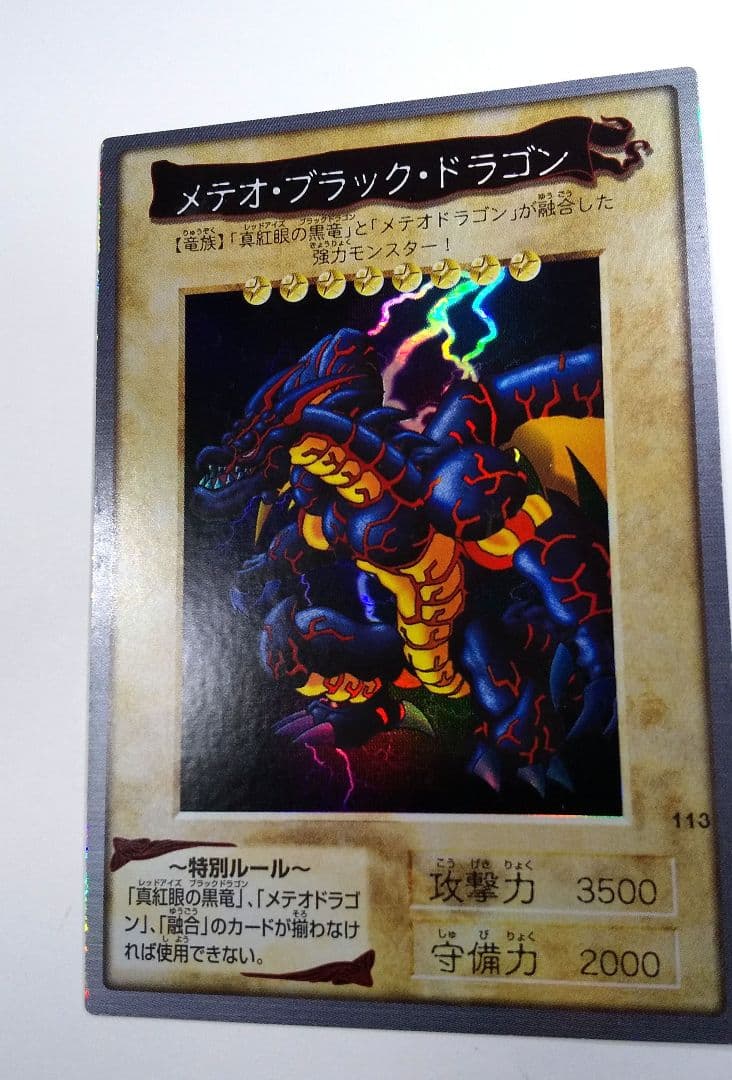 メテオ・ブラック・ドラゴン
【竜族】「真紅眼の黒竜」と「メテオドラゴン」が融合した
強力モンスター！
113
～特別ルール～
「真紅眼の黒竜」、「メテオドラゴ
ン」、「融合」のカードが揃わなけ
れば使用できない。
攻撃力 3500
守備力 2000